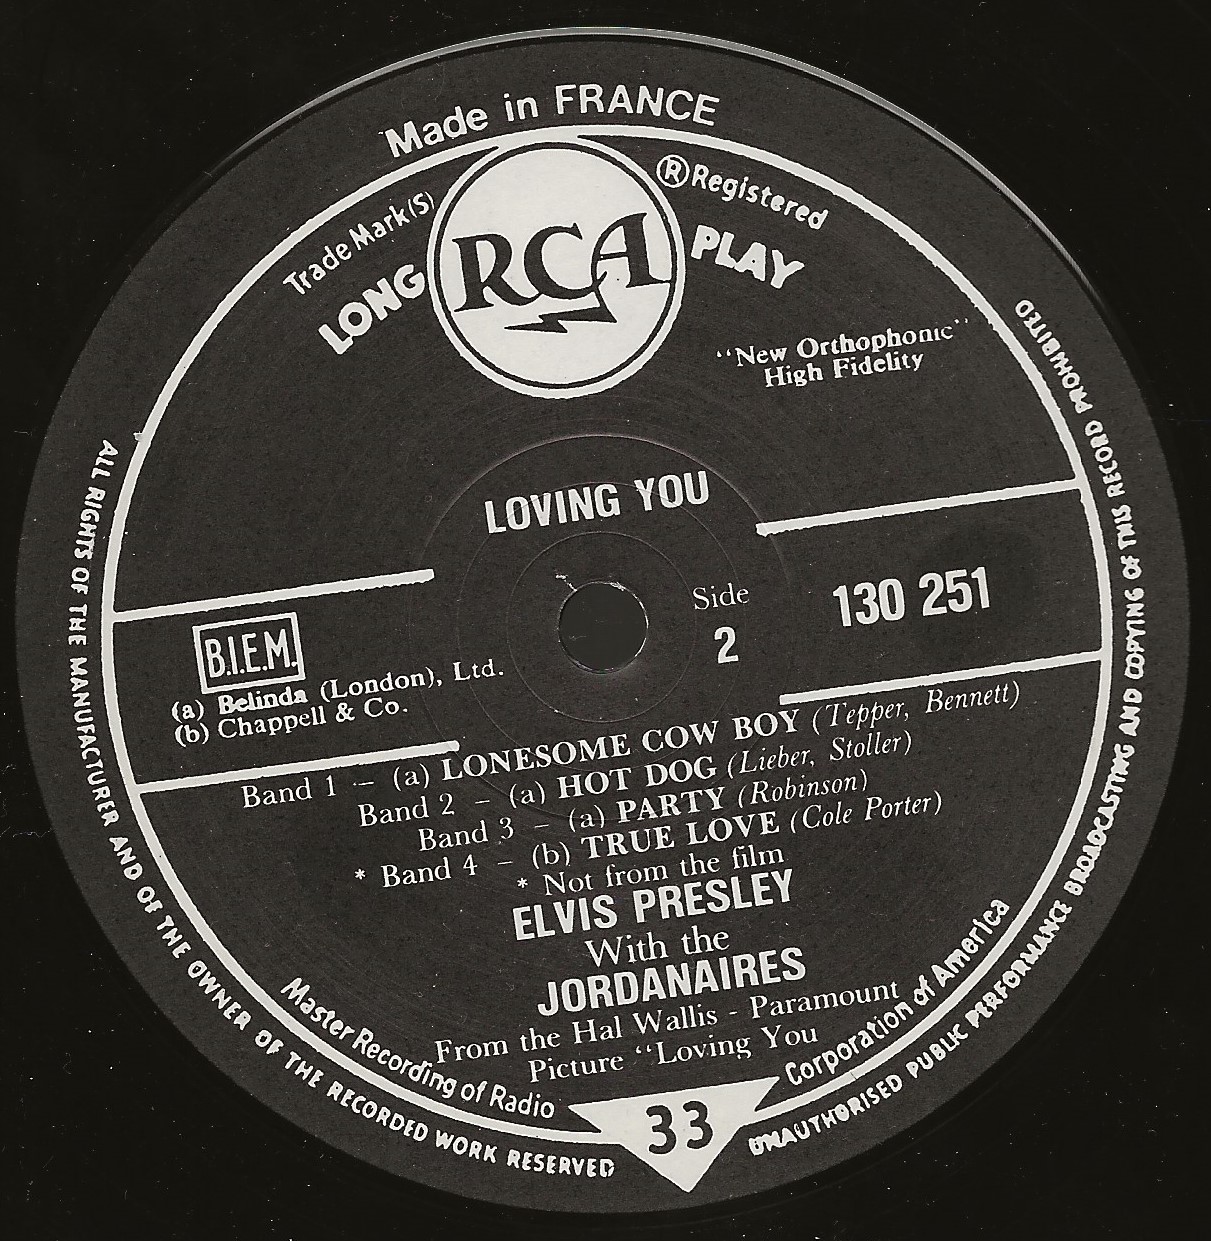 Made in FRANCE
Trade Mark(S)
® Registered
LONG
RCA
PLAY
"New Orthophonic"
High Fidelity
LOVING YOU
Side
2
130 251
B.I.E.M.
(a) Belinda (London), Ltd.
(b) Chappell & Co.
Band 1 - (a) LONESOME COW BOY (Tepper, Bennett)
Band 2 - (a) HOT DOG (Lieber, Stoller)
Band 3 - (a) PARTY (Robinson)
* Band 4 - (b) TRUE LOVE (Cole Porter)
* Not from the film
ELVIS PRESLEY
With the
JORDANAIRES
From the Hal Wallis - Paramount
Picture "Loving You
Master Recording of Radio
Corporation of America
33
ALL RIGHTS OF THE MANUFACTURER AND OF THE OWNER OF THE RECORDED WORK RESERVED
UNAUTHORISED PUBLIC PERFORMANCE BROADCASTING AND COPYING OF THIS RECORD PROHIBITED